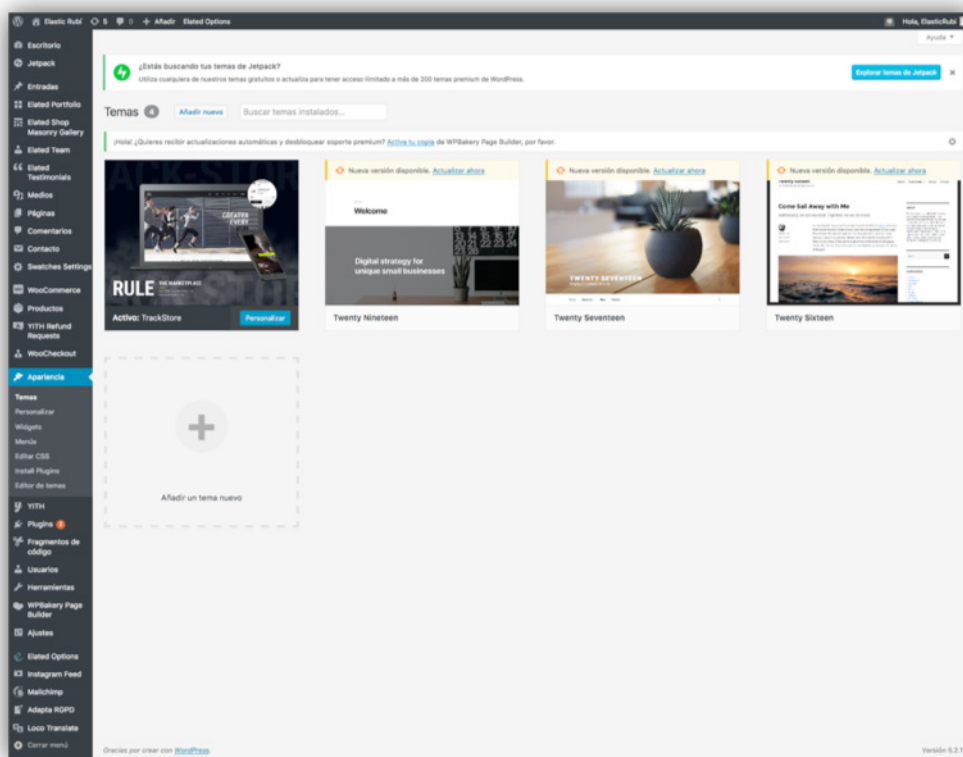 Elastic Rubí 5 0 Añadir Elated Options
Hola, ElasticRubi
Ayuda
Escritorio
Jetpack
Entradas
Elated Portfolio
Elated Shop
Masonry Gallery
Elated Team
Elated
Testimonials
Medios
Páginas
Comentarios
Contacto
Swatches Settings
WooCommerce
Productos
YITH Refund
Requests
WooCheckout
Apariencia
Temas
Personalizar
Widgets
Menús
Editar CSS
Install Plugins
Editor de temas
YITH
Plugins 2
Fragmentos de
código
Usuarios
Herramientas
WPBakery Page
Builder
Ajustes
Elated Options
Instagram Feed
Mailchimp
Adapta RGPD
Loco Translate
Cerrar menú
¿Estás buscando tus temas de Jetpack?
Utiliza cualquiera de nuestros temas gratuitos o actualiza para tener acceso ilimitado a más de 200 temas premium de WordPress.
Explorar temas de Jetpack
Temas 4 Añadir nuevo Buscar temas instalados...
¡Hola! ¿Quieres recibir actualizaciones automáticas y desbloquear soporte premium? Active tu copia de WPBakery Page Builder, por favor.
GREATER
EVERY
RULE THE MARKETPLACE
Activo: TrackStore Personalizar
Nueva versión disponible. Actualizar ahora
Welcome
Digital strategy for
unique small businesses
Twenty Nineteen
Nueva versión disponible. Actualizar ahora
TWENTY SEVENTEEN
Twenty Seventeen
Nueva versión disponible. Actualizar ahora
Come Sail Away with Me
Twenty Sixteen
Añadir un tema nuevo
Gracias por crear con WordPress.
Versión 5.2.1